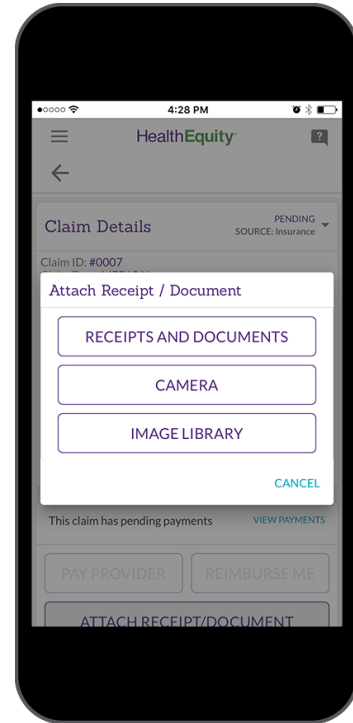 4:28 PM
HealthEquity
?
Claim Details
PENDING
SOURCE: Insurance
Claim ID: #0007
Attach Receipt / Document
RECEIPTS AND DOCUMENTS
CAMERA
IMAGE LIBRARY
CANCEL
This claim has pending payments
VIEW PAYMENTS
PAY PROVIDER
REIMBURSE ME
ATTACH RECEIPT/DOCUMENT